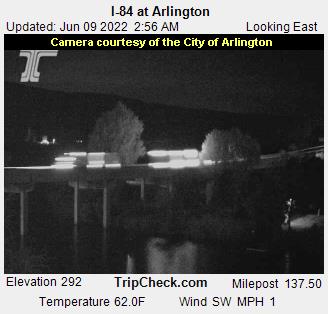 I-84 at Arlington
Updated: Jun 09 2022 2:56 AM Looking East
Camera courtesy of the City of Arlington
Elevation 292 TripCheck.com Milepost 137.50
Temperature 62.0F Wind SW MPH 1